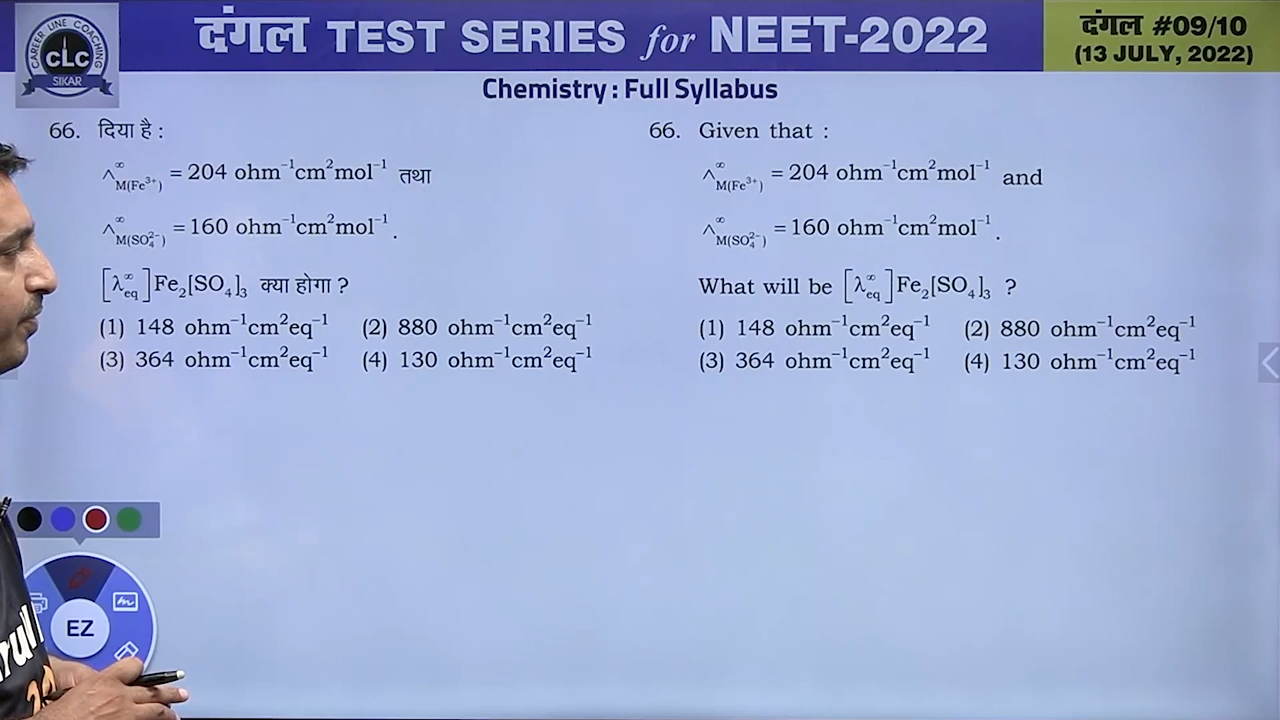 दंगल TEST SERIES for NEET-2022
दंगल #09/10
(13 JULY, 2022)
CAREER LINE COACHING
CLC
SIKAR
Chemistry : Full Syllabus
66. दिया है :
∧∞M(Fe³⁺) = 204 ohm⁻¹cm²mol⁻¹ तथा
∧∞M(SO₄²⁻) = 160 ohm⁻¹cm²mol⁻¹.
[λ∞eq]Fe₂[SO₄]₃ क्या होगा ?
(1) 148 ohm⁻¹cm²eq⁻¹ (2) 880 ohm⁻¹cm²eq⁻¹
(3) 364 ohm⁻¹cm²eq⁻¹ (4) 130 ohm⁻¹cm²eq⁻¹
66. Given that :
∧∞M(Fe³⁺) = 204 ohm⁻¹cm²mol⁻¹ and
∧∞M(SO₄²⁻) = 160 ohm⁻¹cm²mol⁻¹.
What will be [λ∞eq]Fe₂[SO₄]₃ ?
(1) 148 ohm⁻¹cm²eq⁻¹ (2) 880 ohm⁻¹cm²eq⁻¹
(3) 364 ohm⁻¹cm²eq⁻¹ (4) 130 ohm⁻¹cm²eq⁻¹
EZ